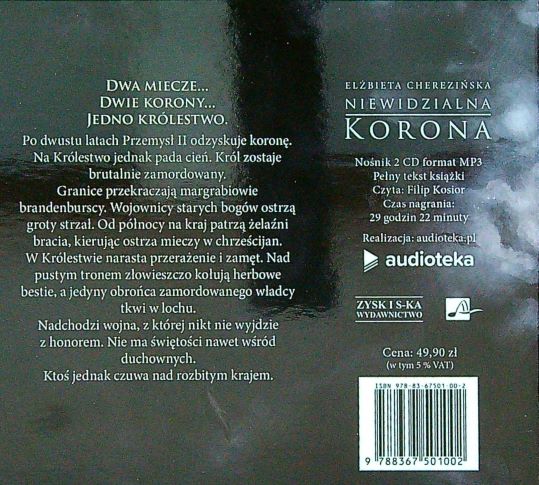 Dwa miecze...
Dwie korony...
Jedno królestwo.
Po dwustu latach Przemysł II odzyskuje koronę.
Na Królestwo jednak pada cień. Król zostaje
brutalnie zamordowany.
Granice przekraczają margrabiowie
brandenburscy. Wojownicy starych bogów ostrzą
groty strzał. Od północy na kraj patrzą żelaźni
bracia, kierując ostrza mieczy w chrześcijan.
W Królestwie narasta przerażenie i zamęt. Nad
pustym tronem złowieszczo kołują herbowe
bestie, a jedyny obrońca zamordowanego władcy
tkwi w lochu.
Nadchodzi wojna, z której nikt nie wyjdzie
z honorem. Nie ma świętości nawet wśród
duchownych.
Ktoś jednak czuwa nad rozbitym krajem.
Elżbieta Cherezińska
Niewidzialna
Korona
Nośnik 2 CD format MP3
Pełny tekst książki
Czyta: Filip Kosior
Czas nagrania:
29 godzin 22 minuty
Realizacja: audioteka.pl
audioteka
ZYSK I S-KA
WYDAWNICTWO
Cena: 49,90 zł
(w tym 5 % VAT)
ISBN 978-83-67501-00-2
9 788367 501002